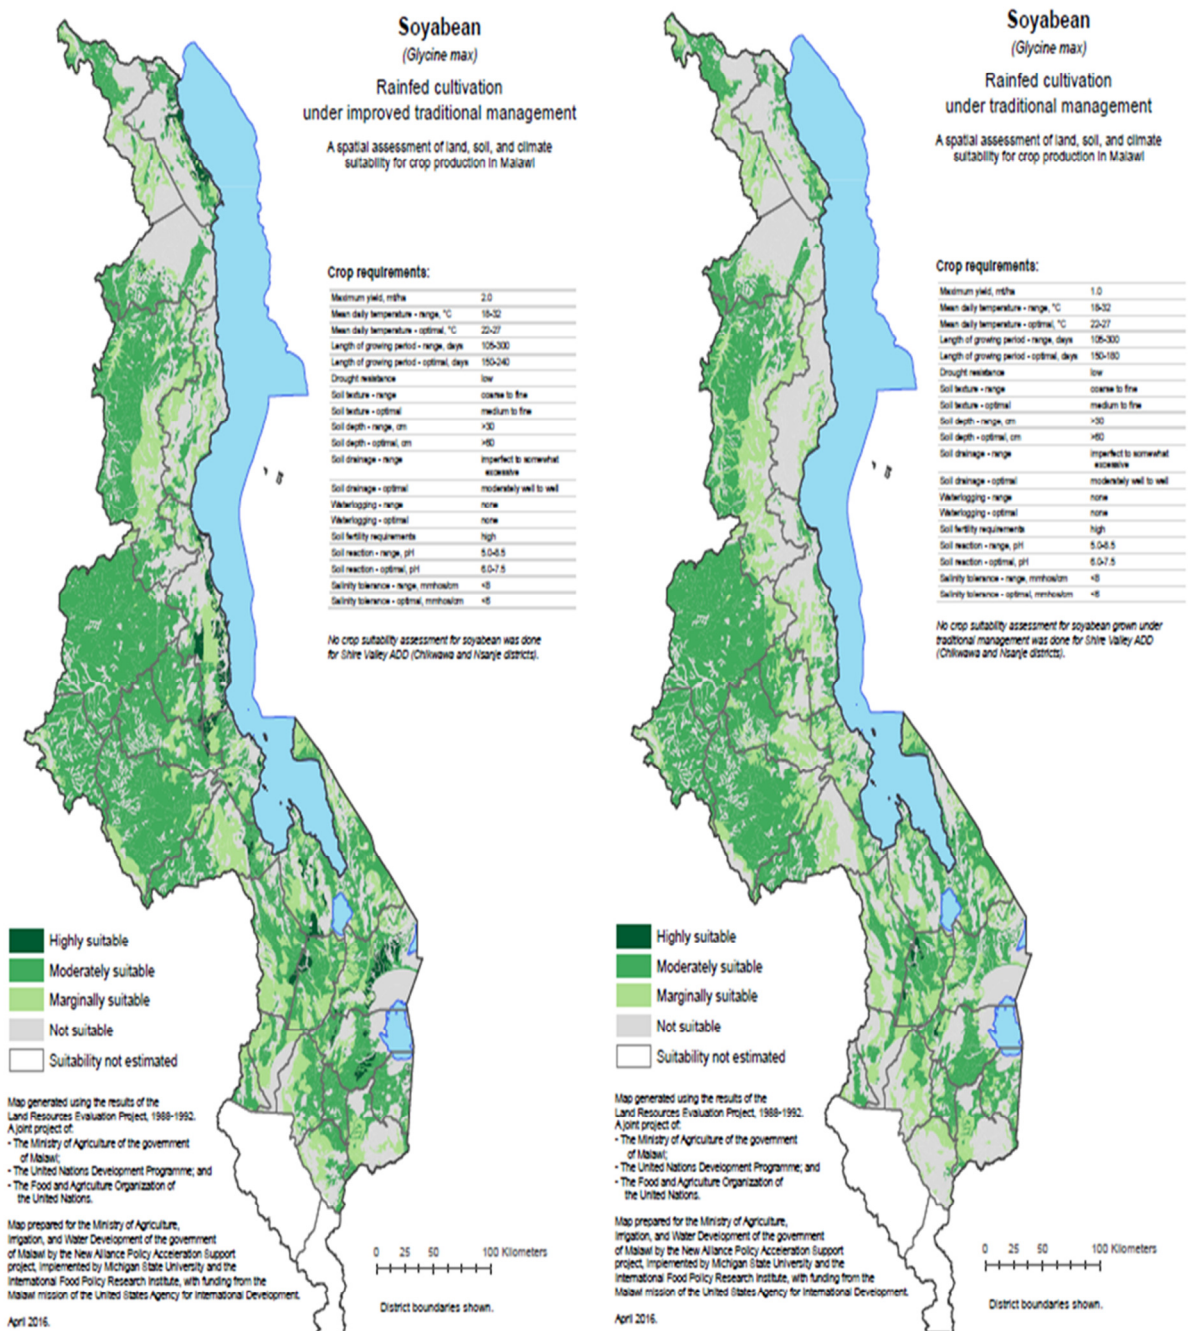 Soyabean
(Glycine max)
Rainfed cultivation
under improved traditional management
A spatial assessment of land, soil, and climate
suitability for crop production in Malawi
Crop requirements:
Maximum yield, mt/ha 2.0
Mean daily temperature - range, °C 18-32
Mean daily temperature - optimal, °C 22-27
Length of growing period - range, days 105-300
Length of growing period - optimal, days 150-240
Drought resistance low
Soil texture - range coarse to fine
Soil texture - optimal medium to fine
Soil depth - range, cm >30
Soil depth - optimal, cm >60
Soil drainage - range imperfect to somewhat
excessive
Soil drainage - optimal moderately well to well
Waterlogging - range none
Waterlogging - optimal none
Soil fertility requirements high
Soil reaction - range, pH 5.0-8.5
Soil reaction - optimal, pH 6.0-7.5
Salinity tolerance - range, mmhos/cm <8
Salinity tolerance - optimal, mmhos/cm <6
No crop suitability assessment for soyabean was done
for Shire Valley ADD (Chikwawa and Nsanje districts).
Highly suitable
Moderately suitable
Marginally suitable
Not suitable
Suitability not estimated
Map generated using the results of the
Land Resources Evaluation Project, 1988-1992.
A joint project of:
- The Ministry of Agriculture of the government
of Malawi;
- The United Nations Development Programme; and
- The Food and Agriculture Organization of
the United Nations.
Map prepared for the Ministry of Agriculture,
Irrigation, and Water Development of the government
of Malawi by the New Alliance Policy Acceleration Support
project, implemented by Michigan State University and the
International Food Policy Research Institute, with funding from the
Malawi mission of the United States Agency for International Development.
April 2016.
0 25 50 100 Kilometers
District boundaries shown.
Soyabean
(Glycine max)
Rainfed cultivation
under traditional management
A spatial assessment of land, soil, and climate
suitability for crop production in Malawi
Crop requirements:
Maximum yield, mt/ha 1.0
Mean daily temperature - range, °C 18-32
Mean daily temperature - optimal, °C 22-27
Length of growing period - range, days 105-300
Length of growing period - optimal, days 150-180
Drought resistance low
Soil texture - range coarse to fine
Soil texture - optimal medium to fine
Soil depth - range, cm >30
Soil depth - optimal, cm >60
Soil drainage - range imperfect to somewhat
excessive
Soil drainage - optimal moderately well to well
Waterlogging - range none
Waterlogging - optimal none
Soil fertility requirements high
Soil reaction - range, pH 5.0-8.5
Soil reaction - optimal, pH 6.0-7.5
Salinity tolerance - range, mmhos/cm <8
Salinity tolerance - optimal, mmhos/cm <6
No crop suitability assessment for soyabean grown under
traditional management was done for Shire Valley ADD
(Chikwawa and Nsanje districts).
Highly suitable
Moderately suitable
Marginally suitable
Not suitable
Suitability not estimated
Map generated using the results of the
Land Resources Evaluation Project, 1988-1992.
A joint project of:
- The Ministry of Agriculture of the government
of Malawi;
- The United Nations Development Programme; and
- The Food and Agriculture Organization of
the United Nations.
Map prepared for the Ministry of Agriculture,
Irrigation, and Water Development of the government
of Malawi by the New Alliance Policy Acceleration Support
project, implemented by Michigan State University and the
International Food Policy Research Institute, with funding from the
Malawi mission of the United States Agency for International Development.
April 2016.
0 25 50 100 Kilometers
District boundaries shown.